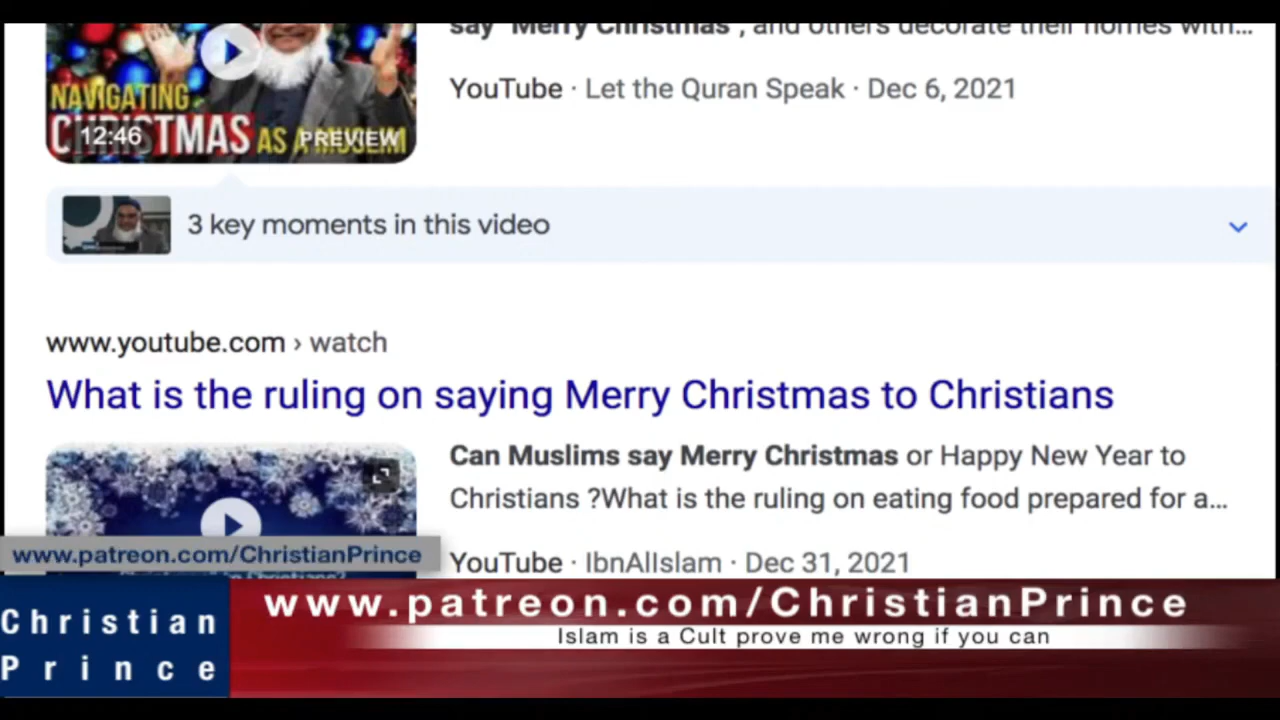 say "Merry Christmas", and others decorate their homes with...
NAVIGATING
CHRISTMAS AS A MUSLIM
12:46
PREVIEW
YouTube · Let the Quran Speak · Dec 6, 2021
3 key moments in this video
www.youtube.com › watch
What is the ruling on saying Merry Christmas to Christians
Can Muslims say Merry Christmas or Happy New Year to
Christians ?What is the ruling on eating food prepared for a...
YouTube · IbnAlIslam · Dec 31, 2021
www.patreon.com/ChristianPrince
Christian
Prince
www.patreon.com/ChristianPrince
Islam is a Cult prove me wrong if you can